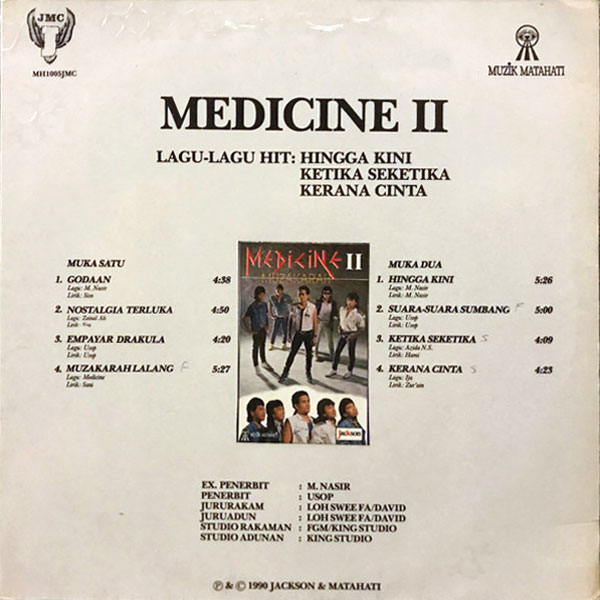 JMC
MH1005JMC
MUZIK MATAHATI
MEDICINE II
LAGU-LAGU HIT: HINGGA KINI
KETIKA SEKETIKA
KERANA CINTA
MUKA SATU
1. GODAAN 4:38
Lagu: M. Nasir
Lirik:
2. NOSTALGIA TERLUKA 4:50
Lagu: Zainal Ali
Lirik:
3. EMPAYAR DRAKULA 4:20
Lagu: Usop
Lirik: Usop
4. MUZAKARAH LALANG F 5:27
Lagu: Medicine
Lirik: Sani
MEDICINE II
MUZAKARAH
jackson
MUKA DUA
1. HINGGA KINI 5:26
Lagu: M. Nasir
Lirik: M. Nasir
2. SUARA-SUARA SUMBANG F 5:00
Lagu: Usop
Lirik: Usop
3. KETIKA SEKETIKA S 4:09
Lagu: Azida N.S.
Lirik: Hami
4. KERANA CINTA S 4:23
Lagu: Eja
Lirik: Zur'ain
EX. PENERBIT : M. NASIR
PENERBIT : USOP
JURURAKAM : LOH SWEE FA/DAVID
JURUADUN : LOH SWEE FA/DAVID
STUDIO RAKAMAN : FGM/KING STUDIO
STUDIO ADUNAN : KING STUDIO
Ⓟ & © 1990 JACKSON & MATAHATI